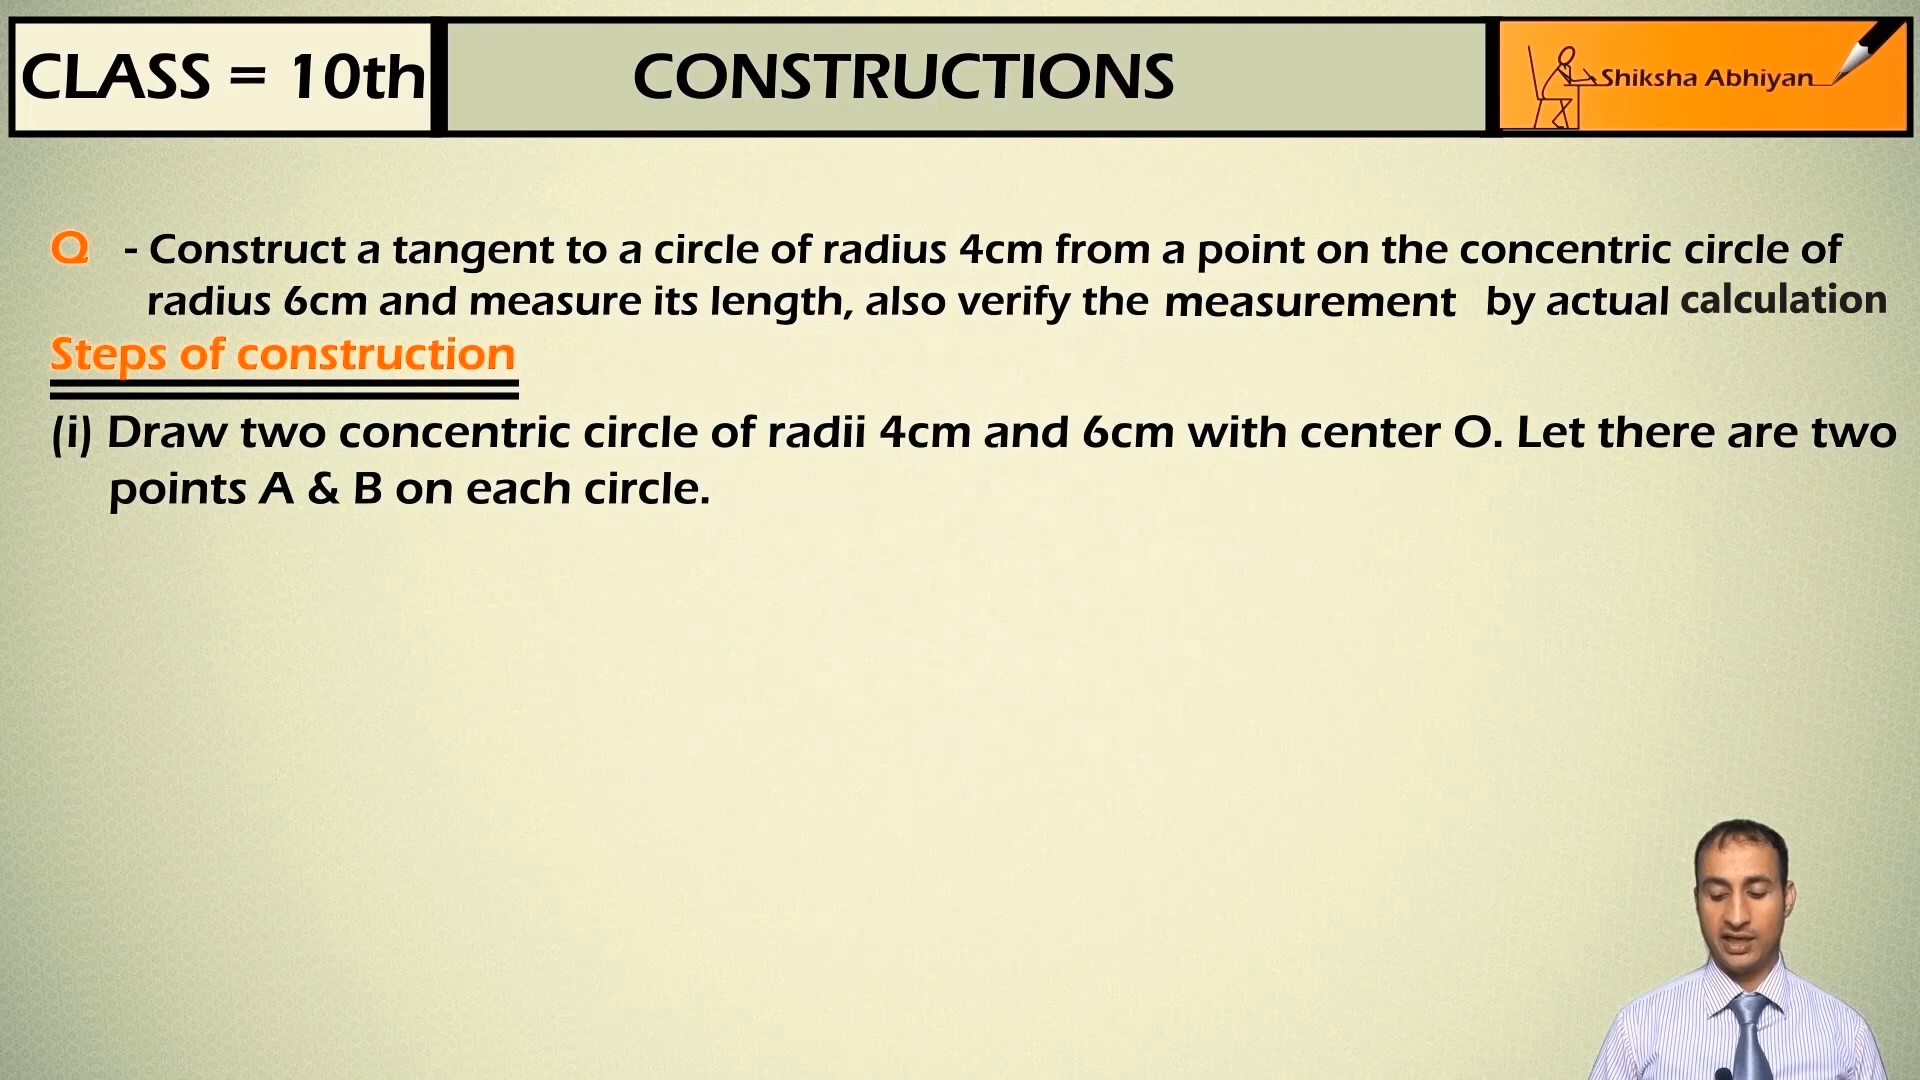 CLASS = 10th
CONSTRUCTIONS
Shiksha Abhiyan
Q - Construct a tangent to a circle of radius 4cm from a point on the concentric circle of
radius 6cm and measure its length, also verify the measurement by actual calculation
Steps of construction
(i) Draw two concentric circle of radii 4cm and 6cm with center O. Let there are two
points A & B on each circle.